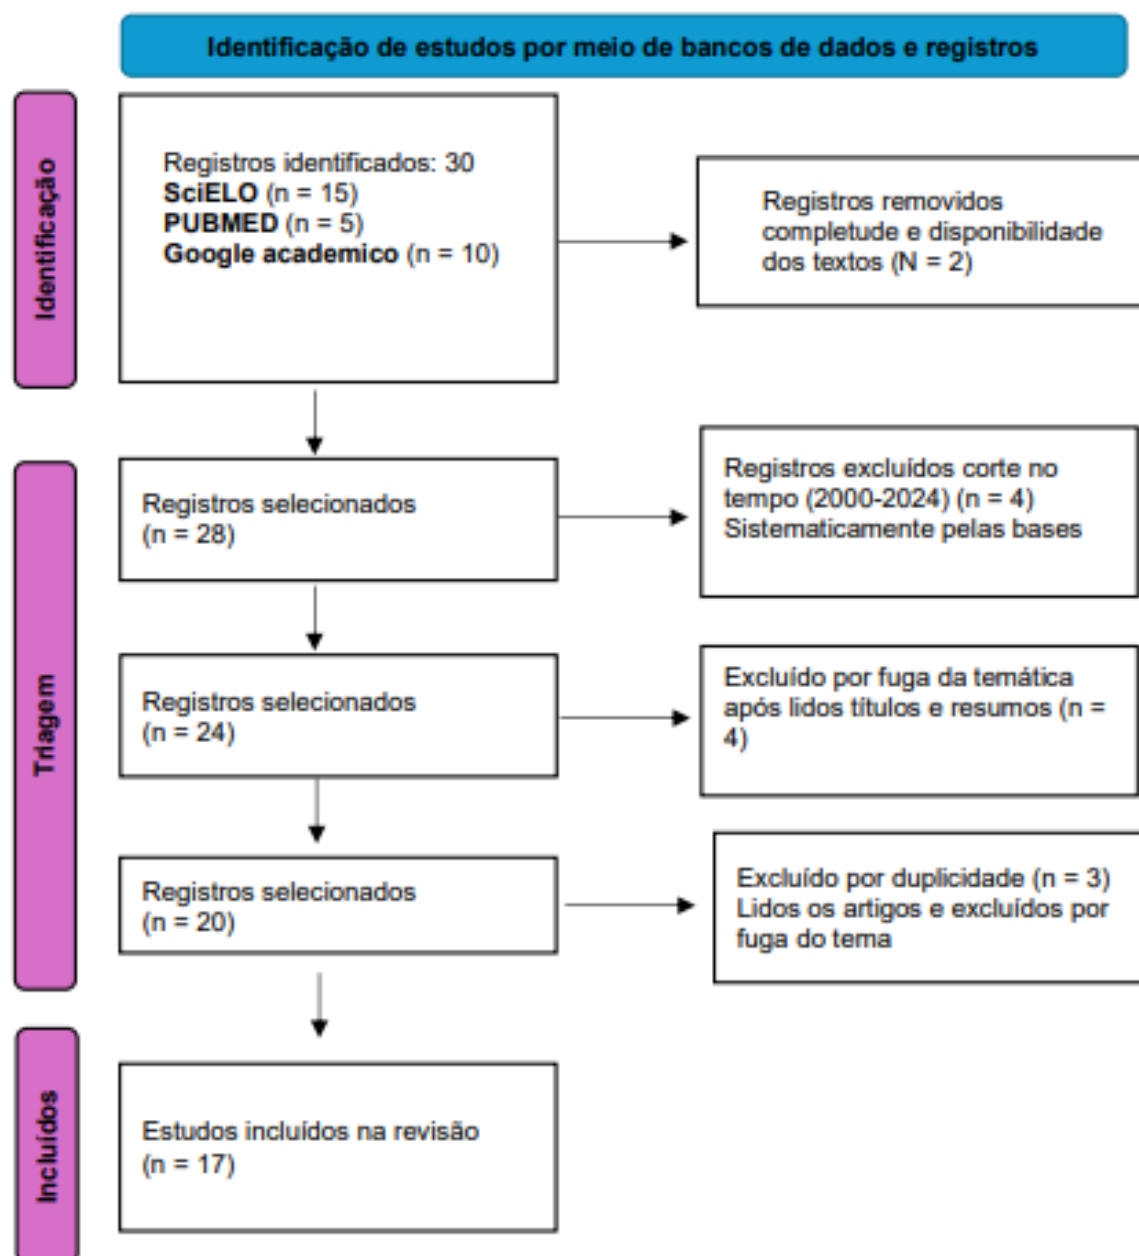 Identificação de estudos por meio de bancos de dados e registros
Identificação
Registros identificados: 30
SciELO (n = 15)
PUBMED (n = 5)
Google academico (n = 10)
Registros removidos
completude e disponibilidade
dos textos (N = 2)
Triagem
Registros selecionados
(n = 28)
Registros excluídos corte no
tempo (2000-2024) (n = 4)
Sistematicamente pelas bases
Registros selecionados
(n = 24)
Excluído por fuga da temática
após lidos títulos e resumos (n =
4)
Registros selecionados
(n = 20)
Excluído por duplicidade (n = 3)
Lidos os artigos e excluídos por
fuga do tema
Incluídos
Estudos incluídos na revisão
(n = 17)